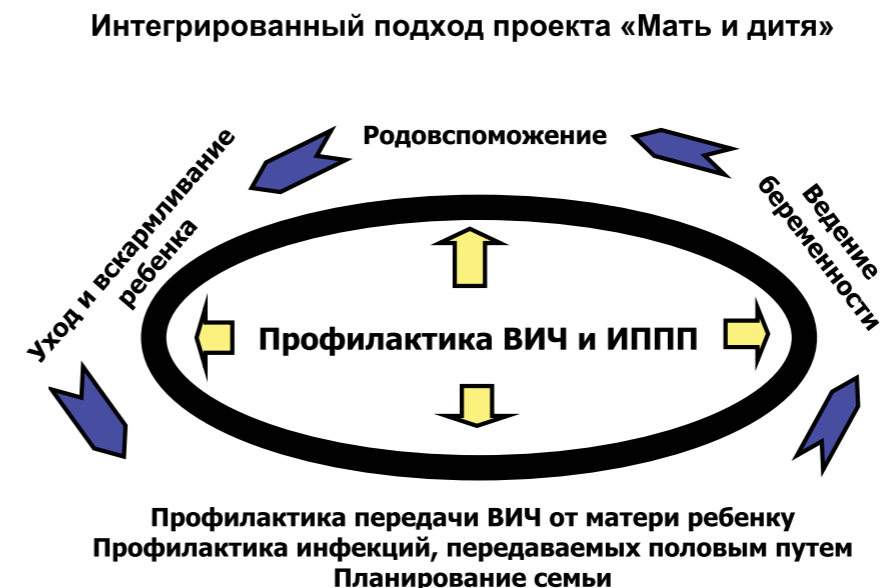 Интегрированный подход проекта «Мать и дитя»
Родовспоможение
Уход и вскармливание
ребенка
Ведение
беременности
Профилактика ВИЧ и ИППП
Профилактика передачи ВИЧ от матери ребенку
Профилактика инфекций, передаваемых половым путем
Планирование семьи